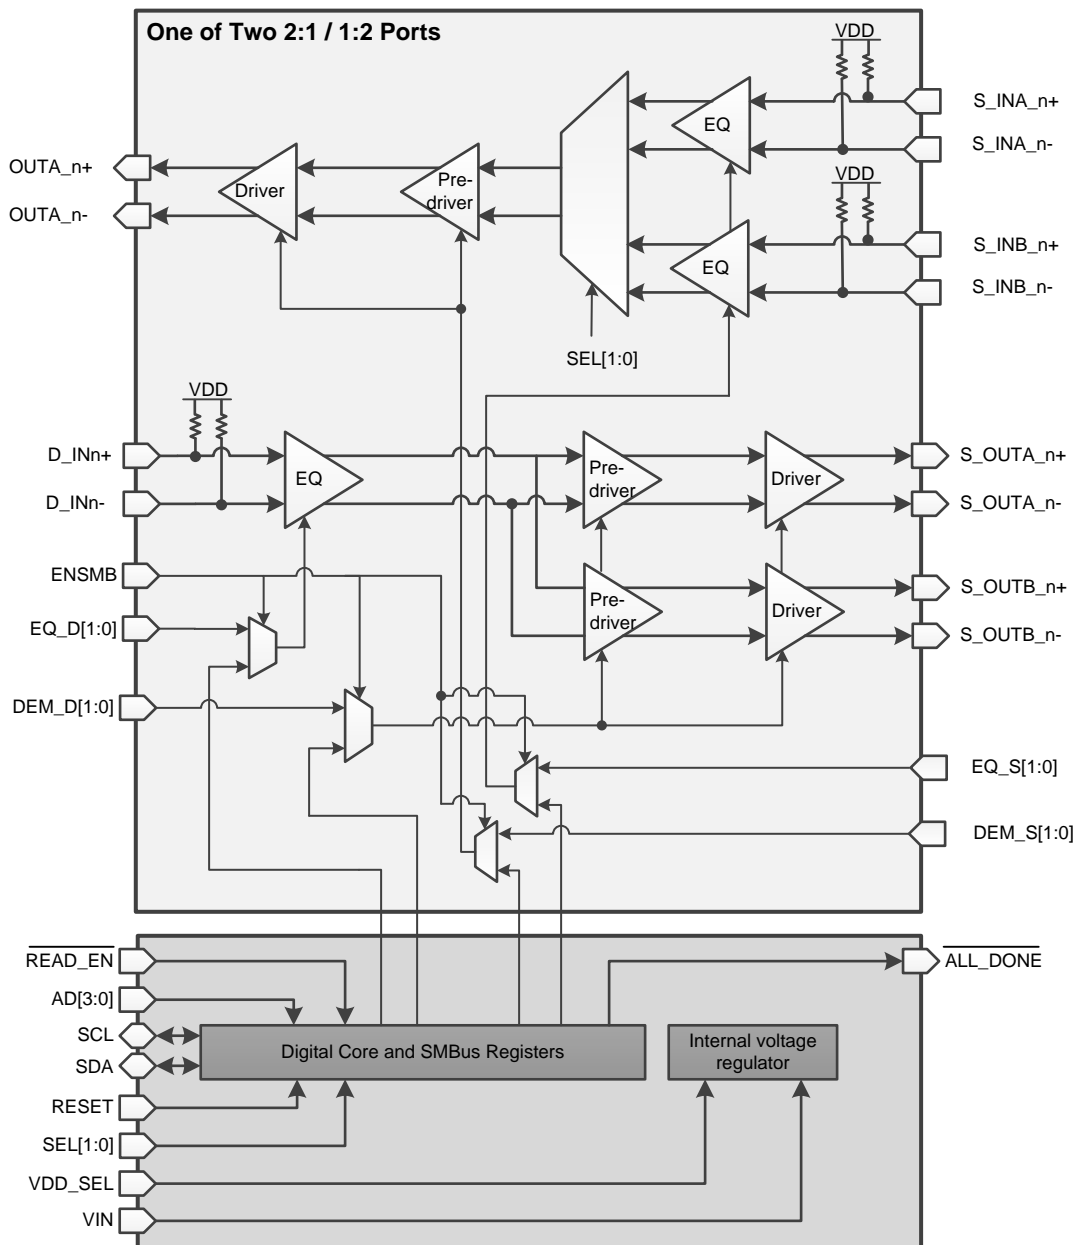 One of Two 2:1 / 1:2 Ports
VDD
S_INA_n+
EQ
S_INA_n-
OUTA_n+
Driver
Pre-
driver
OUTA_n-
VDD
S_INB_n+
EQ
S_INB_n-
SEL[1:0]
VDD
D_INn+
EQ
D_INn-
Pre-
driver
Driver
S_OUTA_n+
S_OUTA_n-
ENSMB
EQ_D[1:0]
Pre-
driver
Driver
S_OUTB_n+
S_OUTB_n-
DEM_D[1:0]
EQ_S[1:0]
DEM_S[1:0]
READ_EN
ALL_DONE
AD[3:0]
SCL
SDA
Digital Core and SMBus Registers
Internal voltage
regulator
RESET
SEL[1:0]
VDD_SEL
VIN